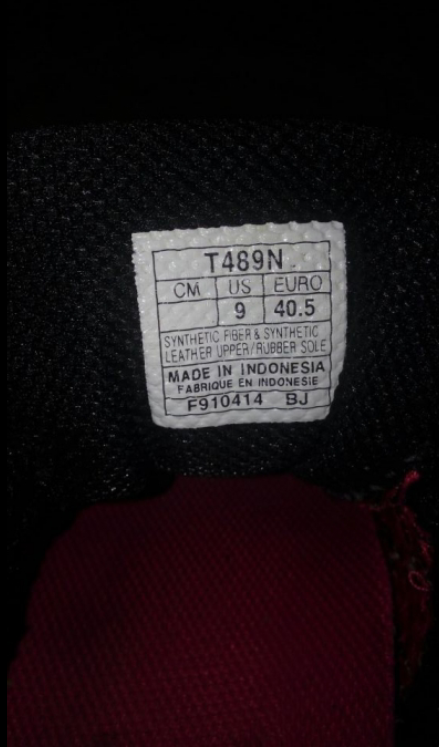 T489N
CM US EURO
9 40.5
SYNTHETIC FIBER & SYNTHETIC
LEATHER UPPER/RUBBER SOLE
MADE IN INDONESIA
FABRIQUE EN INDONESIE
F910414 BJ